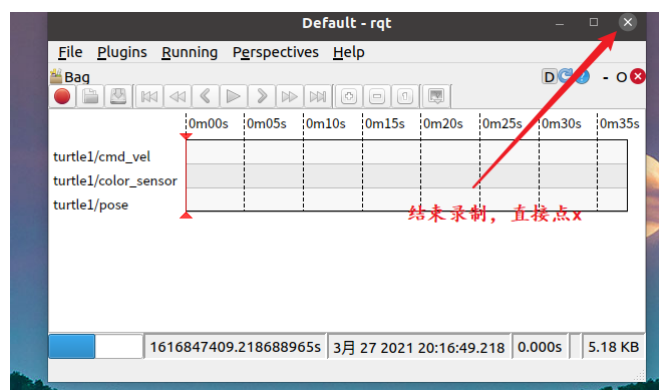 Default - rqt
File Plugins Running Perspectives Help
Bag
D
- O
0m00s 0m05s 0m10s 0m15s 0m20s 0m25s 0m30s 0m35s
turtle1/cmd_vel
turtle1/color_sensor
turtle1/pose
结束录制，直接点x
1616847409.218688965s 3月 27 2021 20:16:49.218 0.000s 5.18 KB